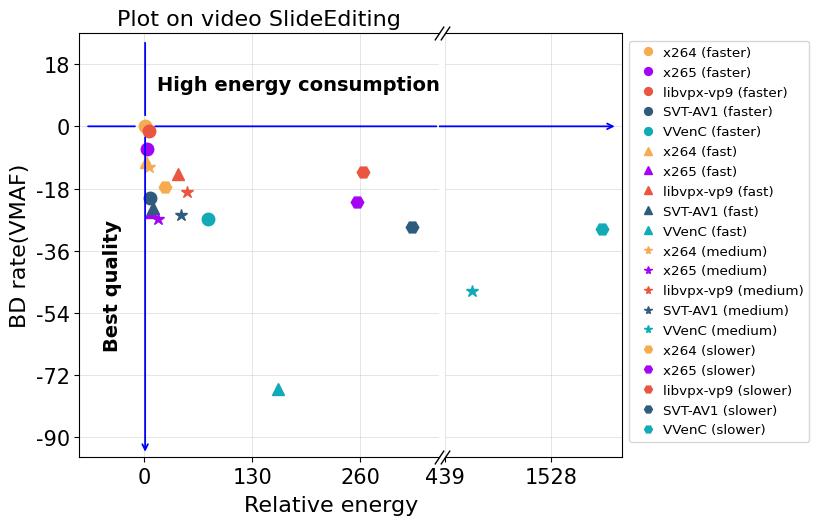 Plot on video SlideEditing
18
High energy consumption
0
-18
-36
-54
-72
-90
BD rate(VMAF)
Best quality
0 130 260 439 1528
Relative energy
x264 (faster)
x265 (faster)
libvpx-vp9 (faster)
SVT-AV1 (faster)
VVenC (faster)
x264 (fast)
x265 (fast)
libvpx-vp9 (fast)
SVT-AV1 (fast)
VVenC (fast)
x264 (medium)
x265 (medium)
libvpx-vp9 (medium)
SVT-AV1 (medium)
VVenC (medium)
x264 (slower)
x265 (slower)
libvpx-vp9 (slower)
SVT-AV1 (slower)
VVenC (slower)